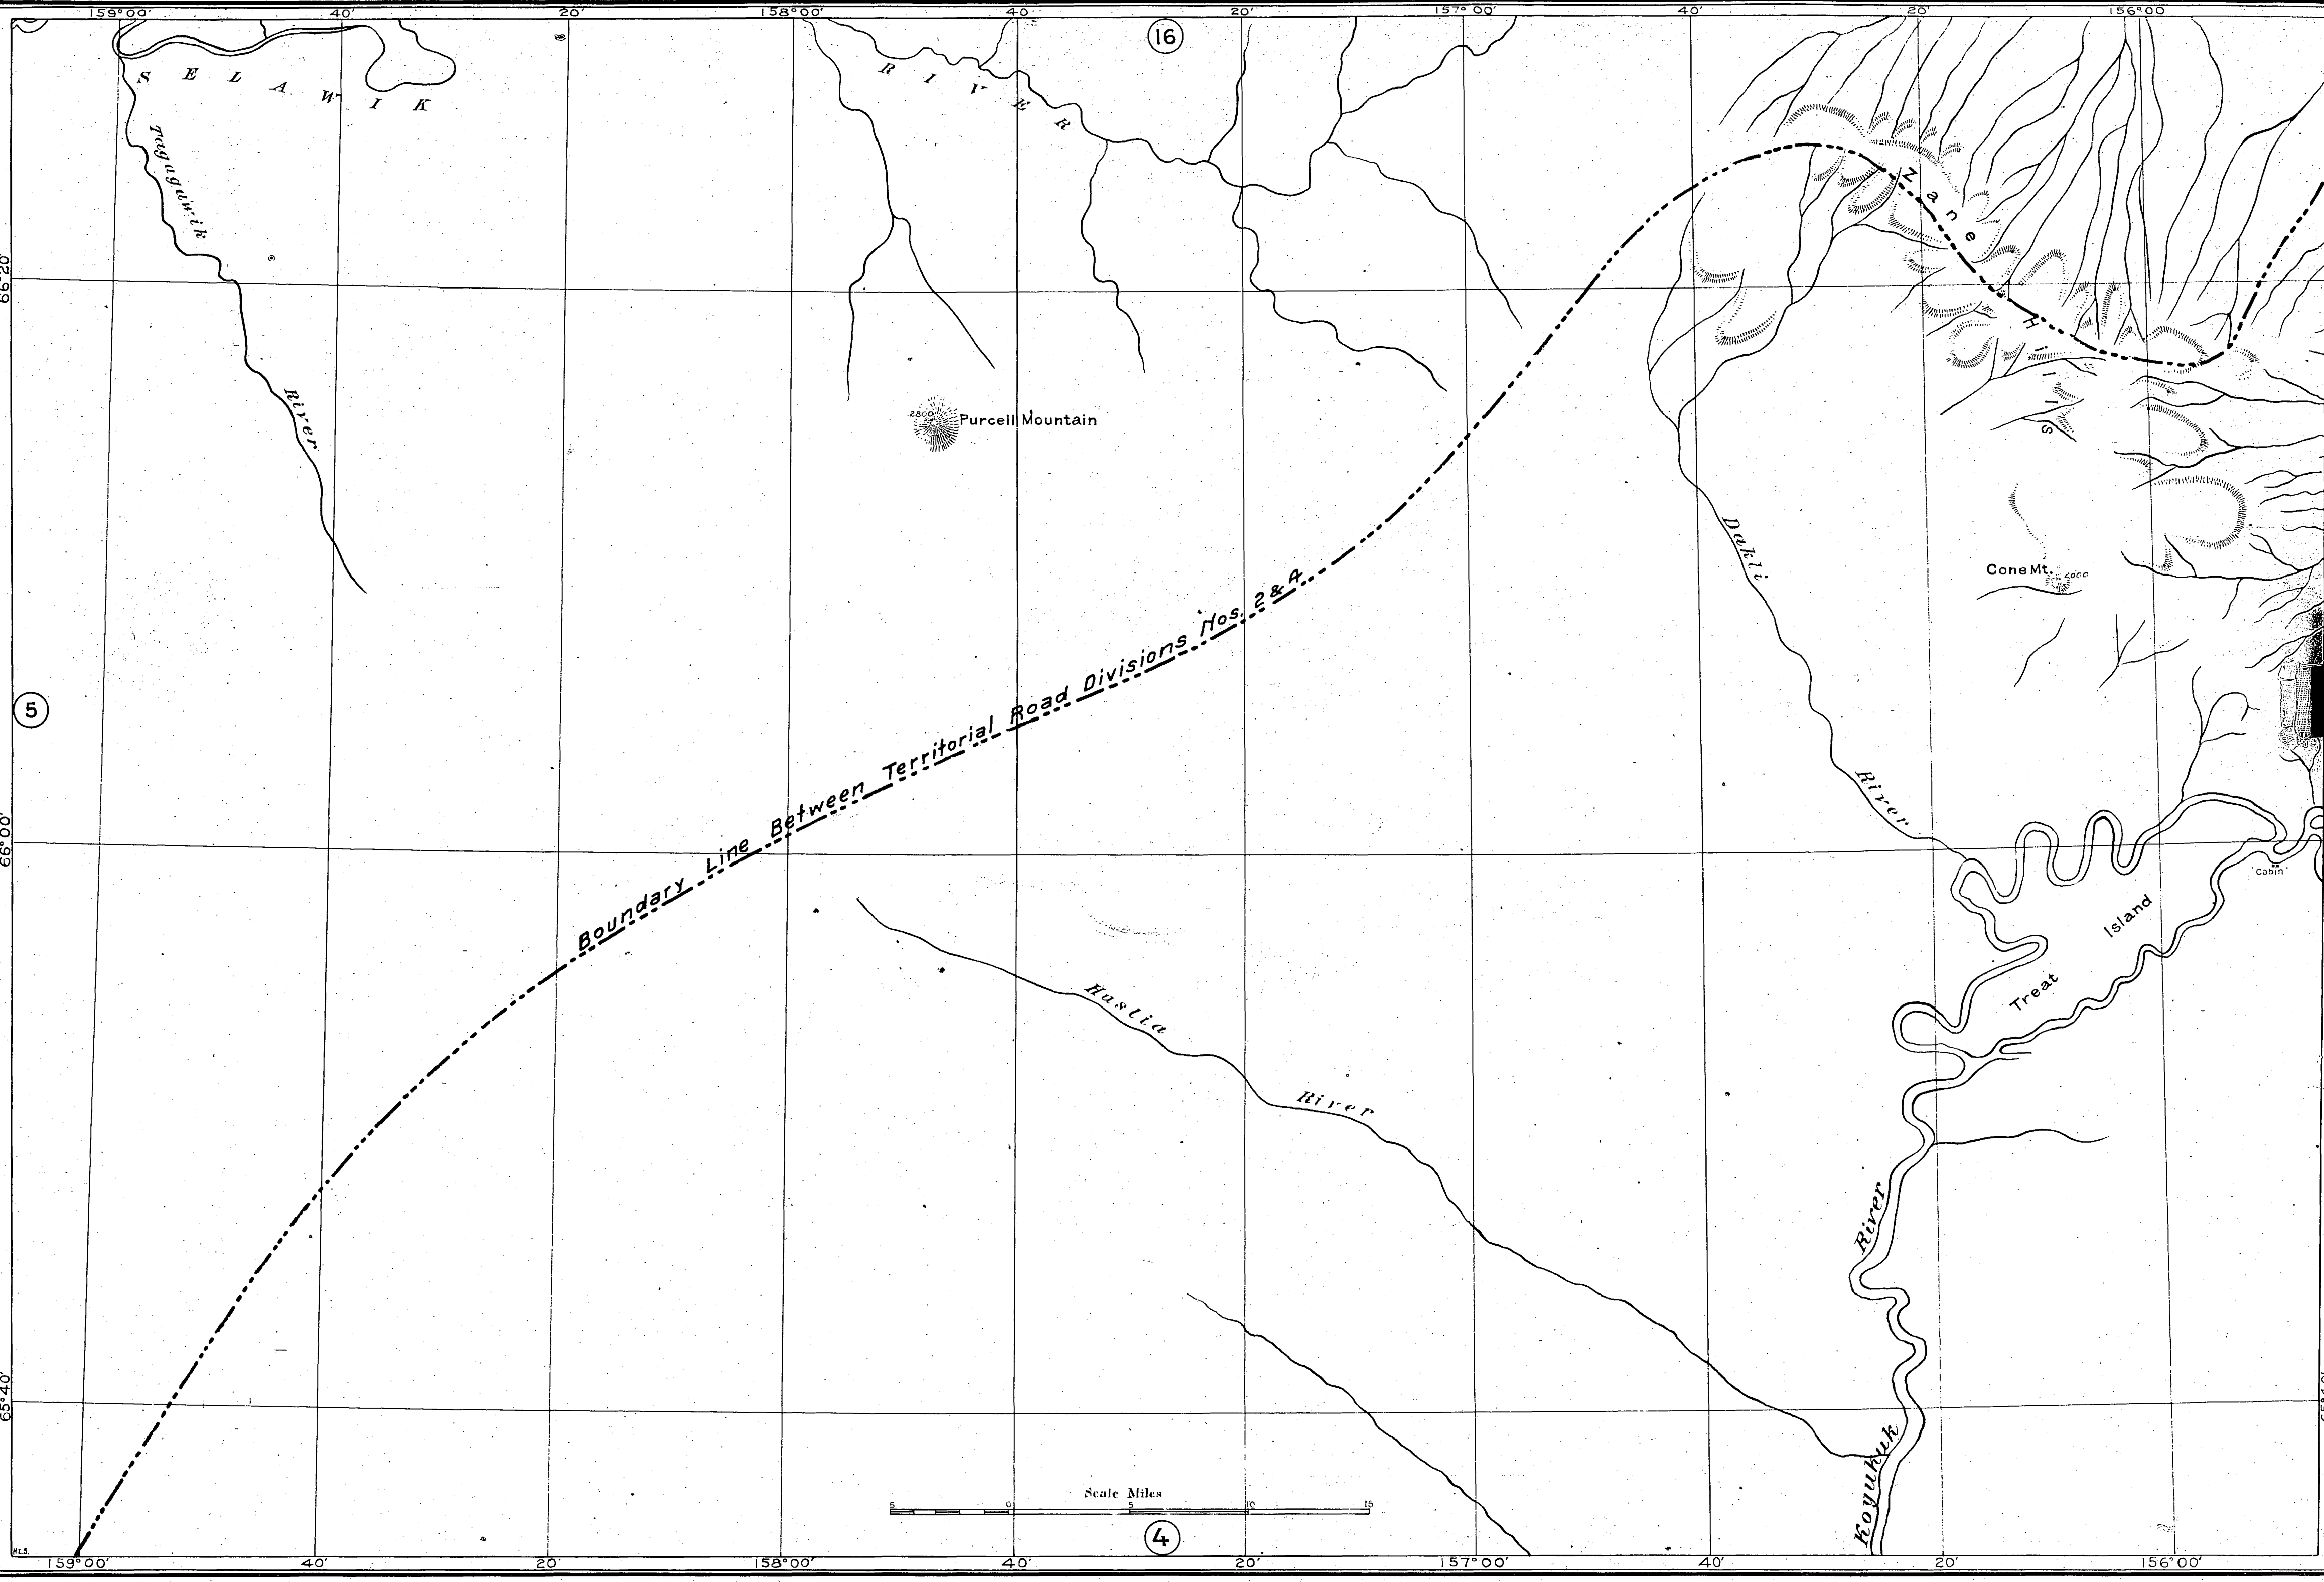 159°00' 40' 20' 158°00' 40' 20' 157°00' 40' 20' 156°00'
16
SELAWIK
RIVER
Tagagawik
River
Zane
Hills
66°20'
2800
Purcell Mountain
Dakli
River
Cone Mt.
4000
Boundary Line Between Territorial Road Divisions Nos. 2 & 4
5
66°00'
Cabin
Treat Island
Huslia
River
River
Koyukuk
65°40'
Scale Miles
5 0 5 10 15
4
H.L.S.
159°00' 40' 20' 158°00' 40' 20' 157°00' 40' 20' 156°00'